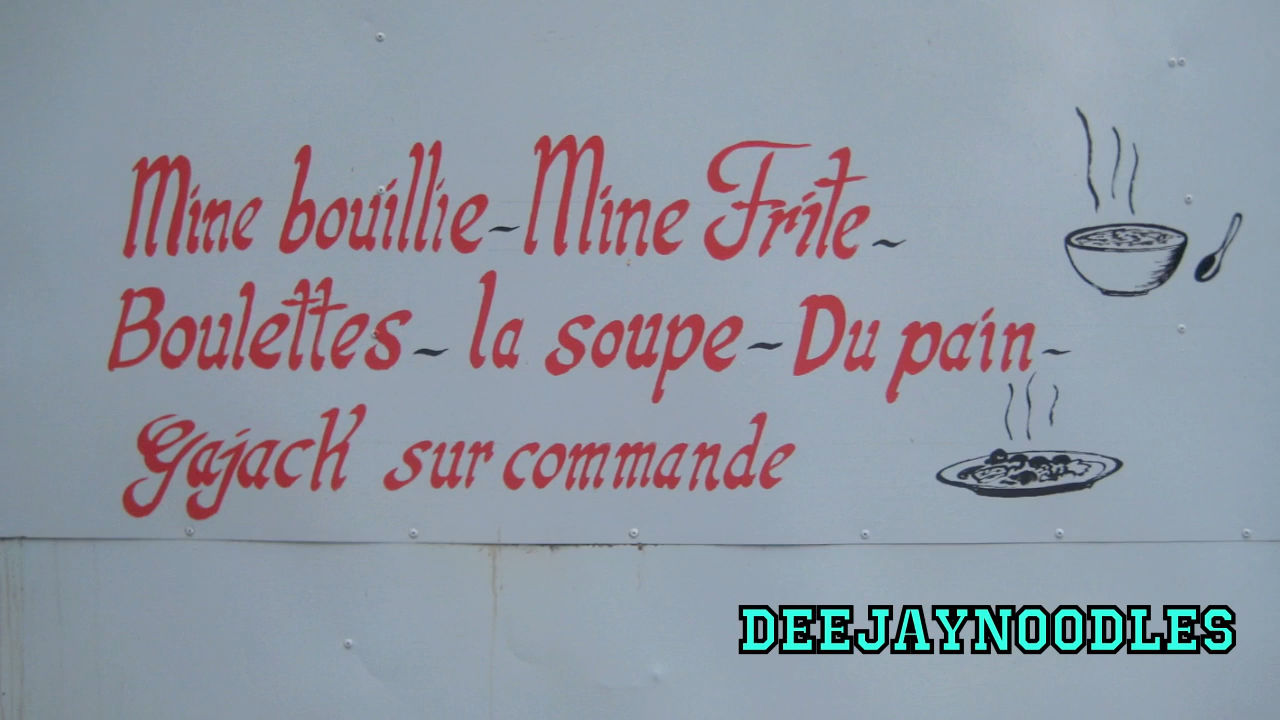 Mine bouillie ~ Mine Frite ~
Boulettes ~ la soupe ~ Du pain ~
Gajack sur commande
DEEJAYNOODLES